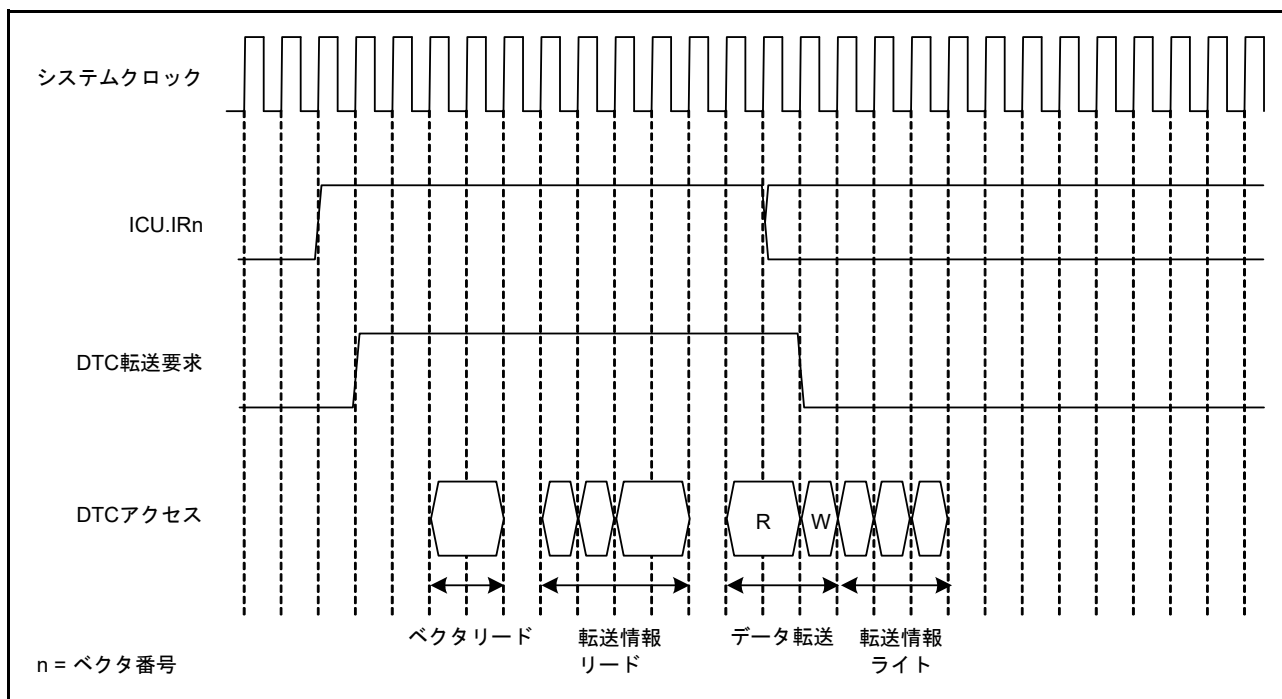 システムクロック
ICU.IRn
DTC転送要求
DTCアクセス
R
W
ベクタリード
転送情報
リード
データ転送
転送情報
ライト
n = ベクタ番号